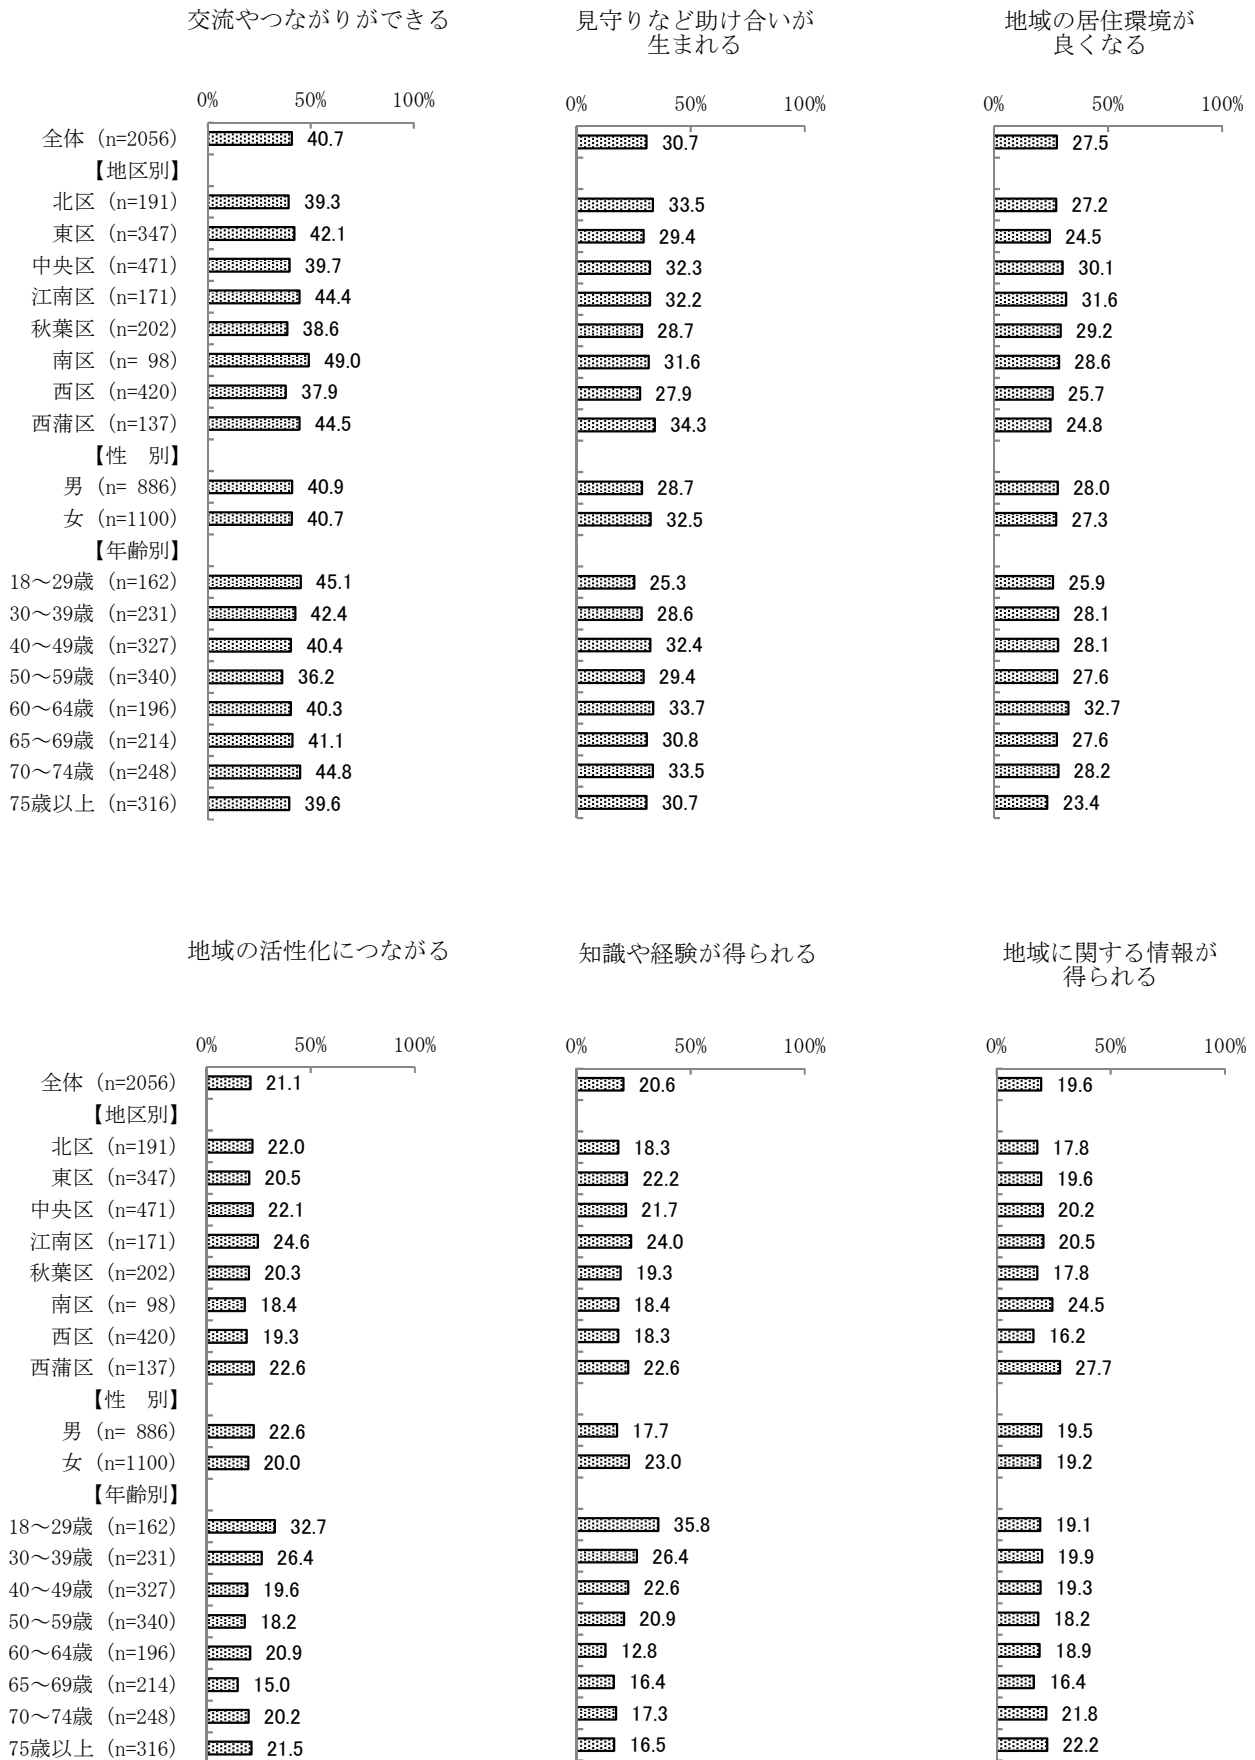 交流やつながりができる 見守りなど助け合いが 地域の居住環境が
生まれる 良くなる
0% 50% 100% 0% 50% 100% 0% 50% 100%
全体 (n=2056) 40.7 30.7 27.5
【地区別】
北区 (n=191) 39.3 33.5 27.2
東区 (n=347) 42.1 29.4 24.5
中央区 (n=471) 39.7 32.3 30.1
江南区 (n=171) 44.4 32.2 31.6
秋葉区 (n=202) 38.6 28.7 29.2
南区 (n= 98) 49.0 31.6 28.6
西区 (n=420) 37.9 27.9 25.7
西蒲区 (n=137) 44.5 34.3 24.8
【性　別】
男 (n= 886) 40.9 28.7 28.0
女 (n=1100) 40.7 32.5 27.3
【年齢別】
18～29歳 (n=162) 45.1 25.3 25.9
30～39歳 (n=231) 42.4 28.6 28.1
40～49歳 (n=327) 40.4 32.4 28.1
50～59歳 (n=340) 36.2 29.4 27.6
60～64歳 (n=196) 40.3 33.7 32.7
65～69歳 (n=214) 41.1 30.8 27.6
70～74歳 (n=248) 44.8 33.5 28.2
75歳以上 (n=316) 39.6 30.7 23.4
地域の活性化につながる 知識や経験が得られる 地域に関する情報が
得られる
0% 50% 100% 0% 50% 100% 0% 50% 100%
全体 (n=2056) 21.1 20.6 19.6
【地区別】
北区 (n=191) 22.0 18.3 17.8
東区 (n=347) 20.5 22.2 19.6
中央区 (n=471) 22.1 21.7 20.2
江南区 (n=171) 24.6 24.0 20.5
秋葉区 (n=202) 20.3 19.3 17.8
南区 (n= 98) 18.4 18.4 24.5
西区 (n=420) 19.3 18.3 16.2
西蒲区 (n=137) 22.6 22.6 27.7
【性　別】
男 (n= 886) 22.6 17.7 19.5
女 (n=1100) 20.0 23.0 19.2
【年齢別】
18～29歳 (n=162) 32.7 35.8 19.1
30～39歳 (n=231) 26.4 26.4 19.9
40～49歳 (n=327) 19.6 22.6 19.3
50～59歳 (n=340) 18.2 20.9 18.2
60～64歳 (n=196) 20.9 12.8 18.9
65～69歳 (n=214) 15.0 16.4 16.4
70～74歳 (n=248) 20.2 17.3 21.8
75歳以上 (n=316) 21.5 16.5 22.2